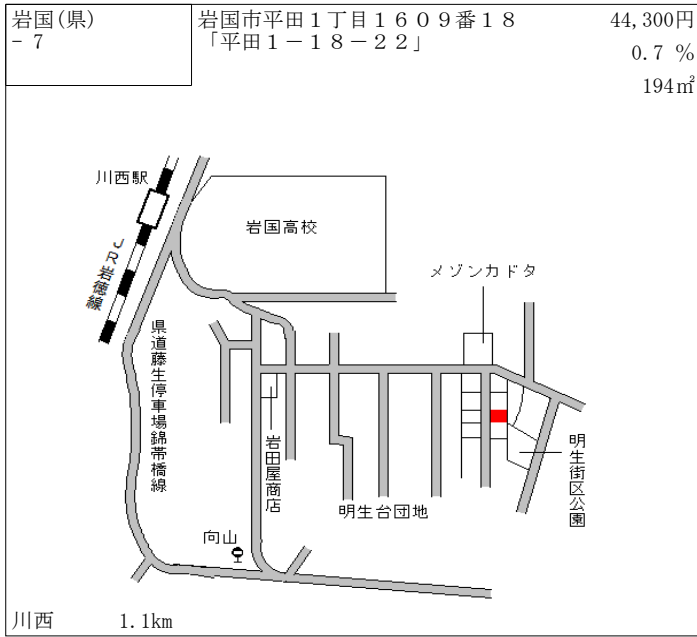 岩国(県)
－７
岩国市平田１丁目１６０９番１８
「平田１－１８－２２」
44,300円
0.7 %
194㎡
川西駅
岩国高校
ＪＲ岩徳線
メゾンカドタ
県道藤生停車場錦帯橋線
岩田屋商店
明生街区公園
明生台団地
向山
川西 1.1km